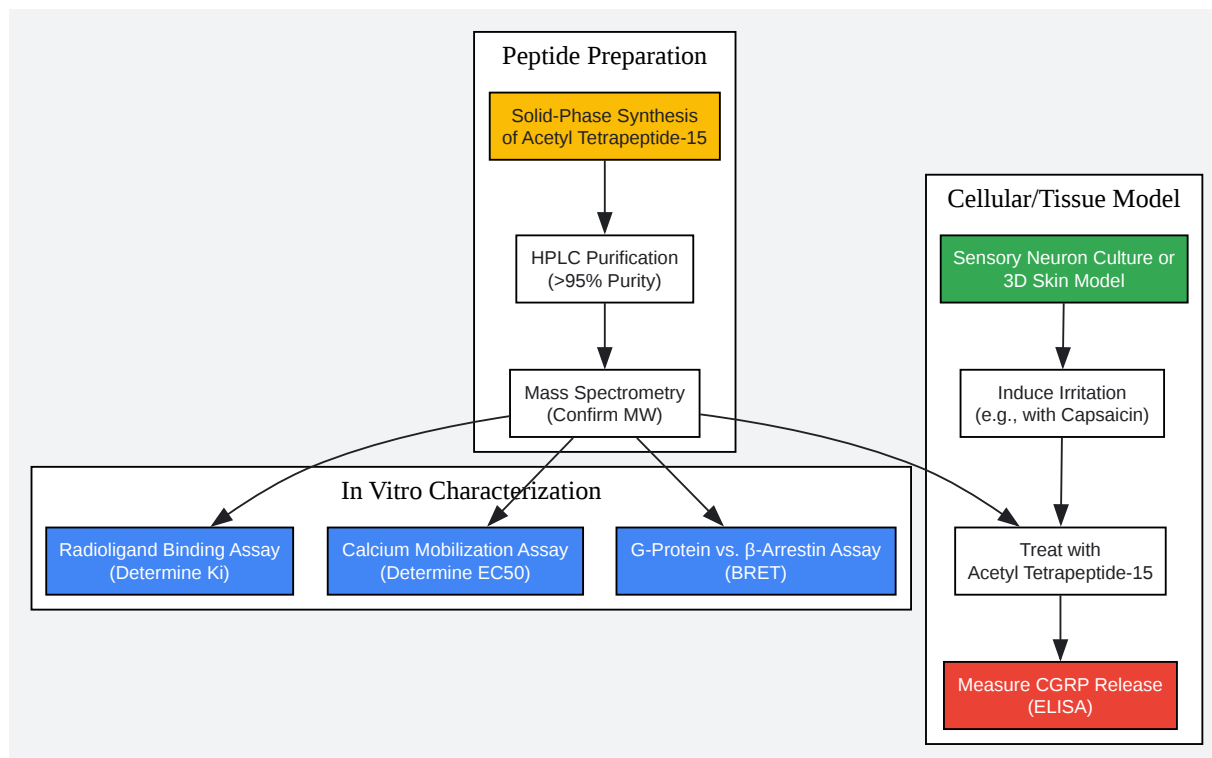 Peptide Preparation
Solid-Phase Synthesis
of Acetyl Tetrapeptide-15
HPLC Purification
(>95% Purity)
Mass Spectrometry
(Confirm MW)
In Vitro Characterization
Radioligand Binding Assay
(Determine Ki)
Calcium Mobilization Assay
(Determine EC50)
G-Protein vs. β-Arrestin Assay
(BRET)
Cellular/Tissue Model
Sensory Neuron Culture or
3D Skin Model
Induce Irritation
(e.g., with Capsaicin)
Treat with
Acetyl Tetrapeptide-15
Measure CGRP Release
(ELISA)